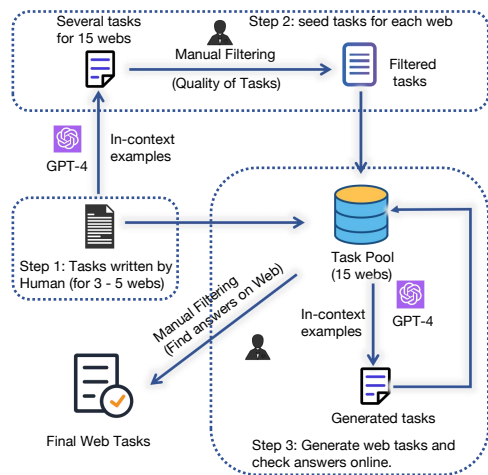 Several tasks
for 15 webs
Step 2: seed tasks for each web
Manual Filtering
(Quality of Tasks)
Filtered
tasks
GPT-4
In-context
examples
Step 1: Tasks written by
Human (for 3 - 5 webs)
Task Pool
(15 webs)
Manual Filtering
(Find answers on Web)
In-context
examples
GPT-4
Final Web Tasks
Generated tasks
Step 3: Generate web tasks and
check answers online.